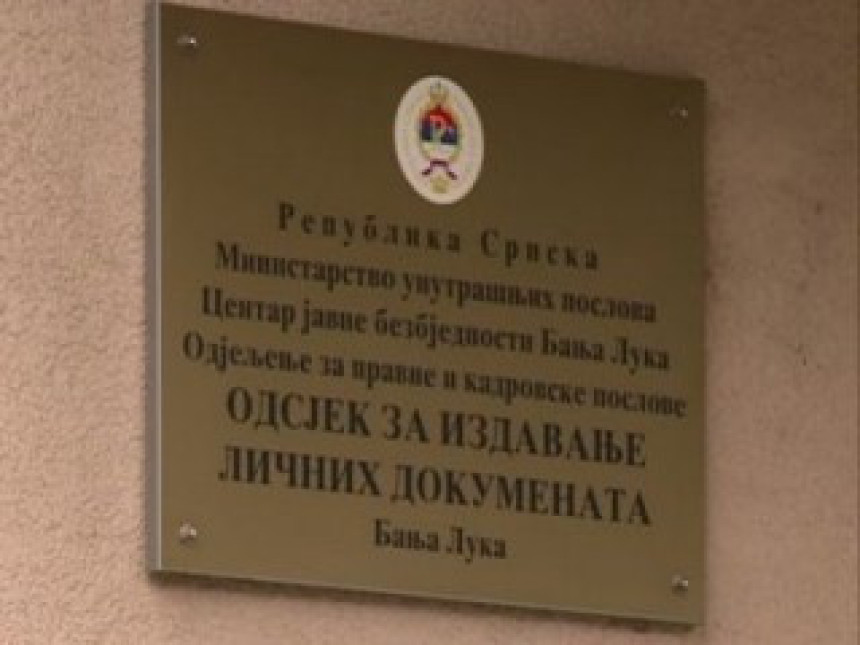 Република Српска
Министарство унутрашњих послова
Центар јавне безбједности Бања Лука
Одјељење за правне и кадровске послове
ОДСЈЕК ЗА ИЗДАВАЊЕ
ЛИЧНИХ ДОКУМЕНАТА
Бања Лука